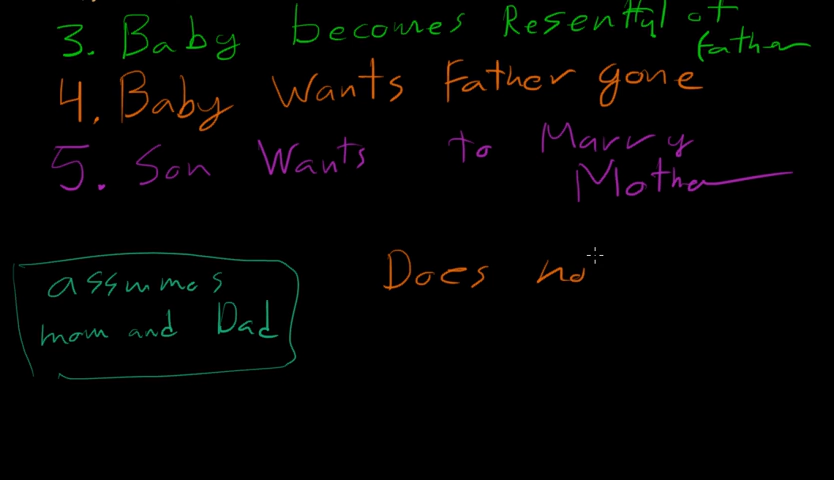 3. Baby becomes Resentful of
father
4. Baby Wants Father gone
5. Son Wants to Marry
Mother
assumes
mom and Dad
Does no